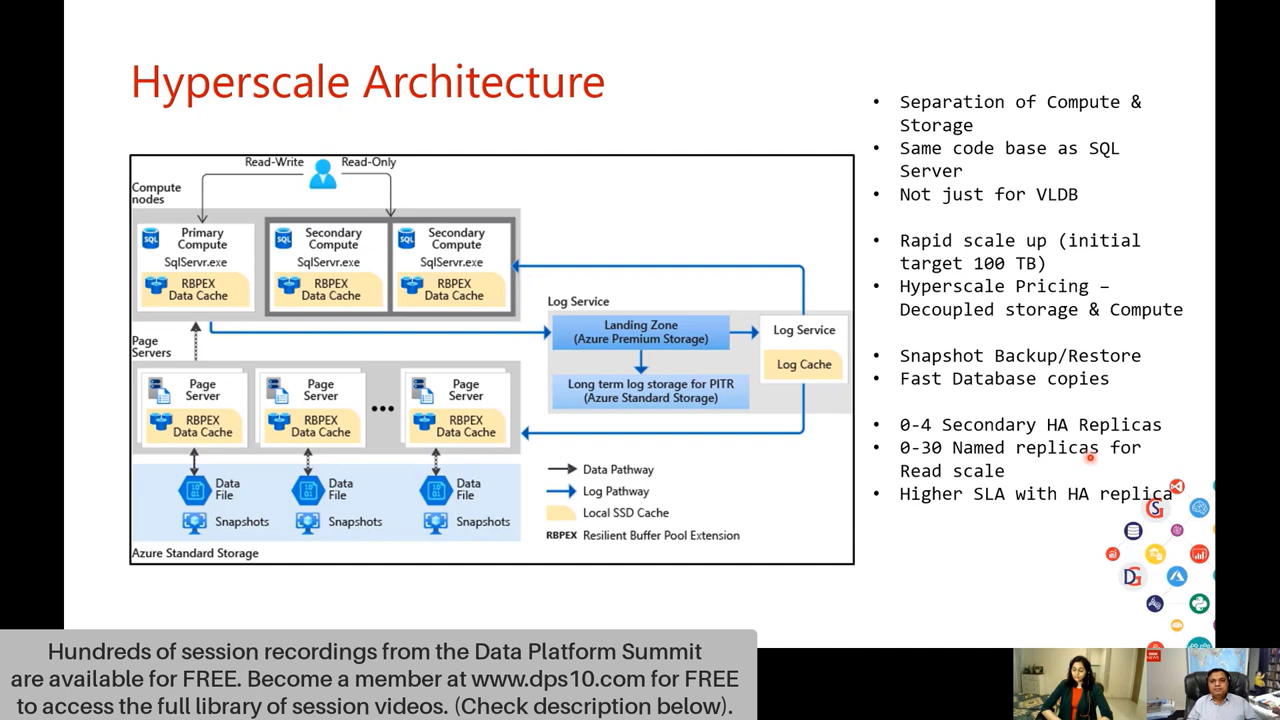 Hyperscale Architecture
Read-Write
Read-Only
Compute
nodes
Primary
Compute
SqlServr.exe
RBPEX
Data Cache
Secondary
Compute
SqlServr.exe
RBPEX
Data Cache
Secondary
Compute
SqlServr.exe
RBPEX
Data Cache
Log Service
Landing Zone
(Azure Premium Storage)
Long term log storage for PITR
(Azure Standard Storage)
Log Service
Log Cache
Page
Servers
Page
Server
RBPEX
Data Cache
Page
Server
RBPEX
Data Cache
Page
Server
RBPEX
Data Cache
Data
File
Snapshots
Data
File
Snapshots
Data
File
Snapshots
Azure Standard Storage
Data Pathway
Log Pathway
Local SSD Cache
RBPEX Resilient Buffer Pool Extension
• Separation of Compute &
Storage
• Same code base as SQL
Server
• Not just for VLDB
• Rapid scale up (initial
target 100 TB)
• Hyperscale Pricing –
Decoupled storage & Compute
• Snapshot Backup/Restore
• Fast Database copies
• 0-4 Secondary HA Replicas
• 0-30 Named replicas for
Read scale
• Higher SLA with HA replica
Hundreds of session recordings from the Data Platform Summit
are available for FREE. Become a member at www.dps10.com for FREE
to access the full library of session videos. (Check description below).